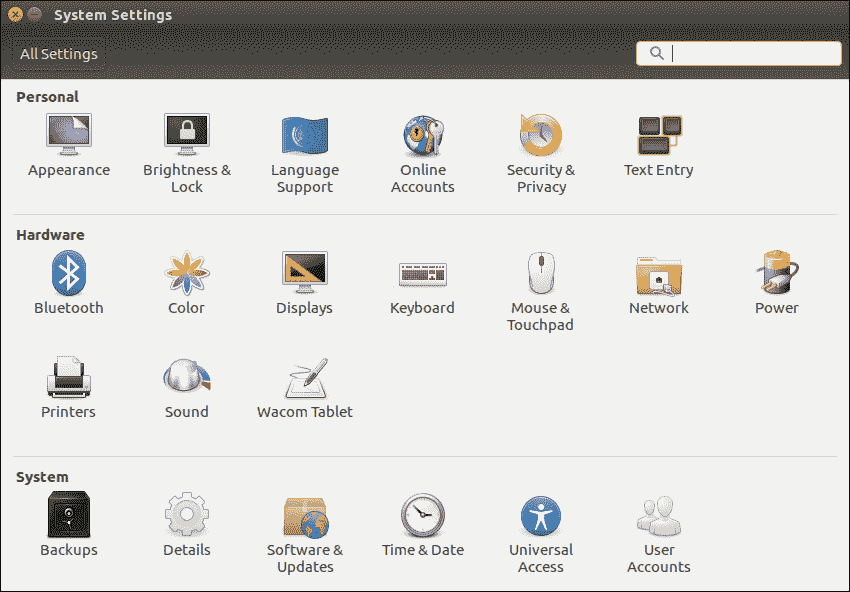 System Settings
All Settings
Personal
Appearance
Brightness &
Lock
Language
Support
Online
Accounts
Security &
Privacy
Text Entry
Hardware
Bluetooth
Color
Displays
Keyboard
Mouse &
Touchpad
Network
Power
Printers
Sound
Wacom Tablet
System
Backups
Details
Software &
Updates
Time & Date
Universal
Access
User
Accounts